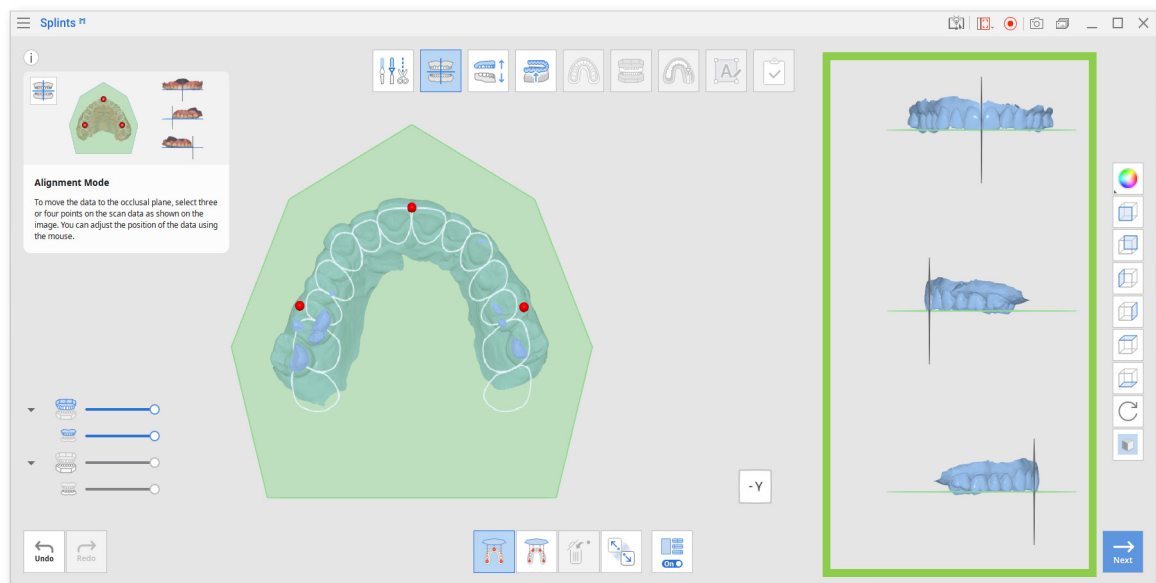 Splints
Alignment Mode
To move the data to the occlusal plane, select three
or four points on the scan data as shown on the
image. You can adjust the position of the data using
the mouse.
-Y
Undo
Redo
On
Next